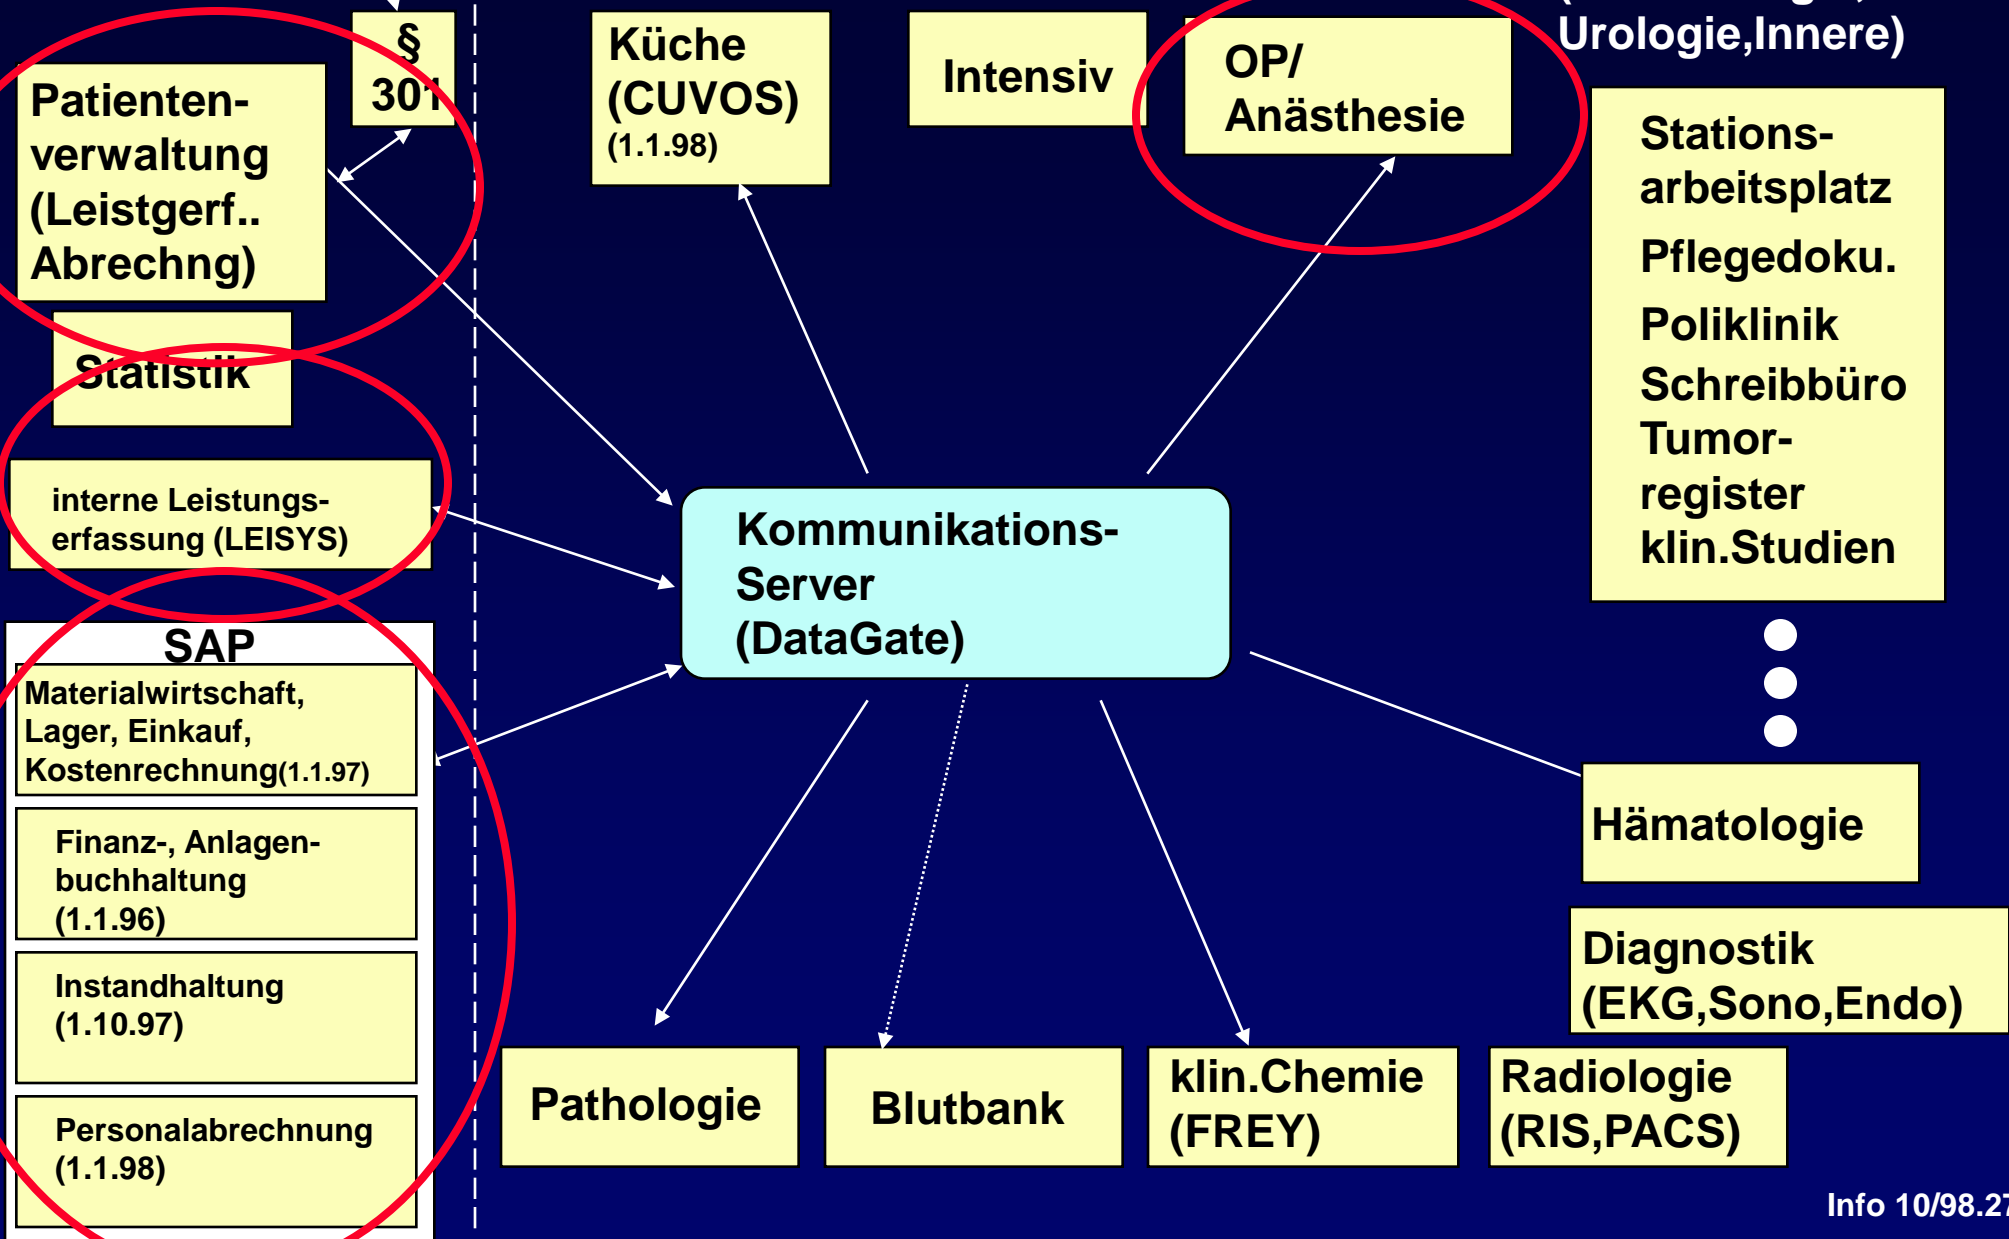 §
301
Patienten-
verwaltung
(Leistgerf..
Abrechng)
Statistik
interne Leistungs-
erfassung (LEISYS)
SAP
Materialwirtschaft,
Lager, Einkauf,
Kostenrechnung(1.1.97)
Finanz-, Anlagen-
buchhaltung
(1.1.96)
Instandhaltung
(1.10.97)
Personalabrechnung
(1.1.98)
Küche
(CUVOS)
(1.1.98)
Intensiv
OP/
Anästhesie
Urologie,Innere)
Stations-
arbeitsplatz
Pflegedoku.
Poliklinik
Schreibbüro
Tumor-
register
klin.Studien
Kommunikations-
Server
(DataGate)
Hämatologie
Diagnostik
(EKG,Sono,Endo)
Pathologie
Blutbank
klin.Chemie
(FREY)
Radiologie
(RIS,PACS)
Info 10/98.27